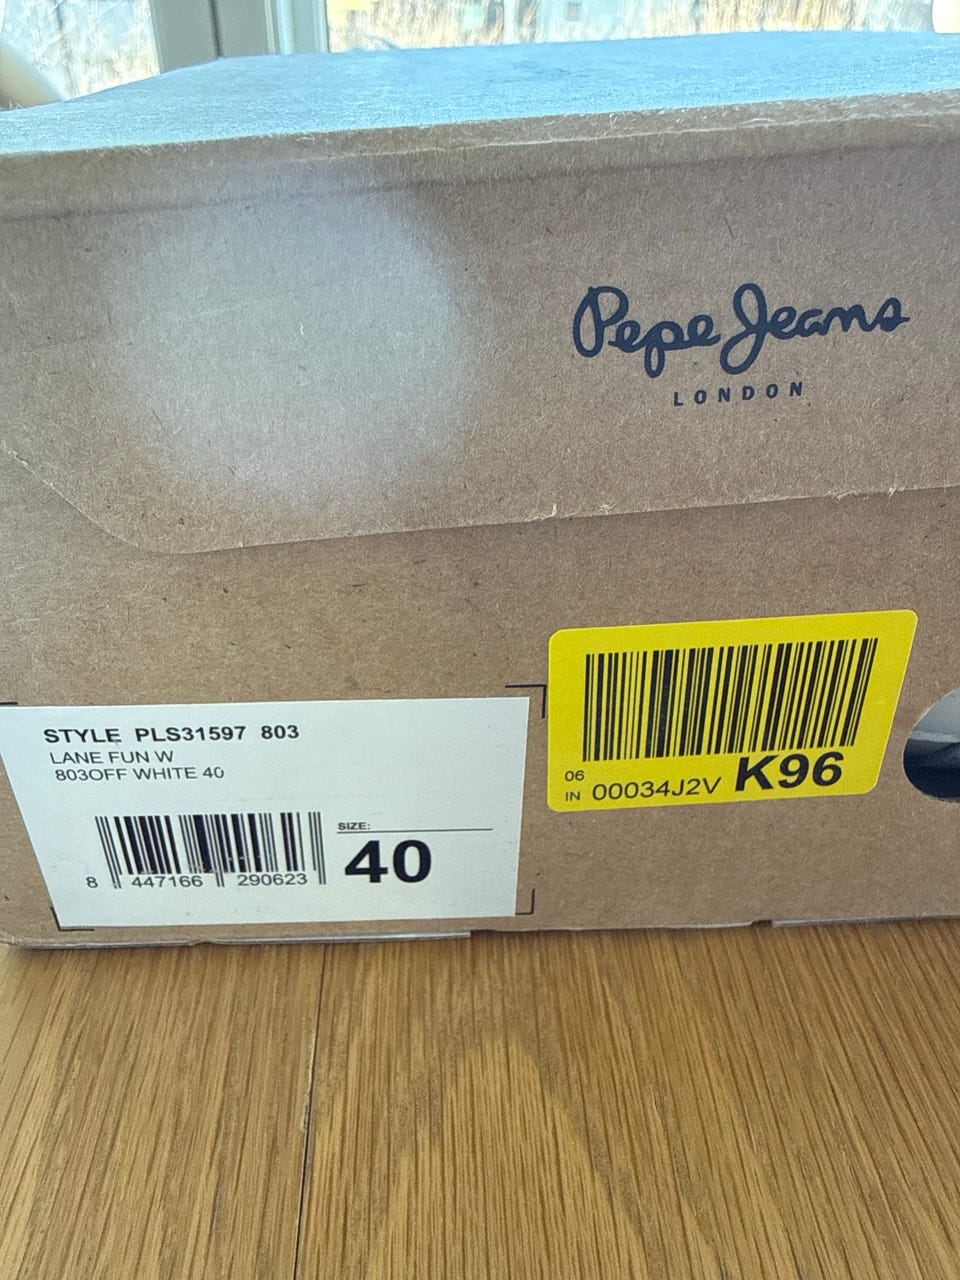 Pepe Jeans
LONDON
STYLE PLS31597 803
LANE FUN W
803OFF WHITE 40
SIZE:
40
8 447166 290623
06
IN 00034J2V K96